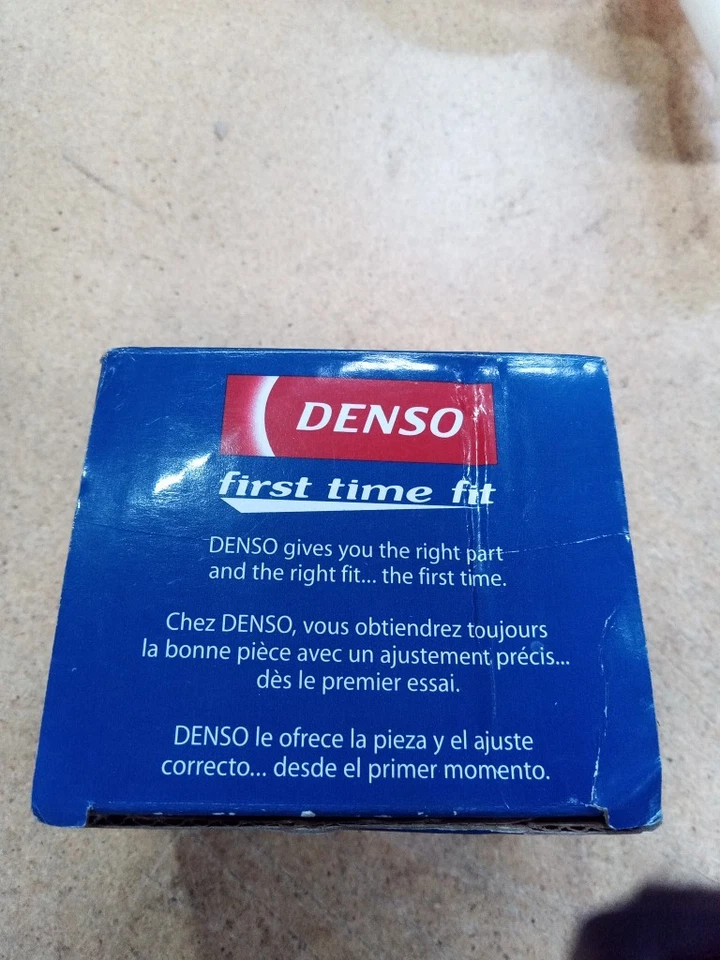 DENSO
first time fit
DENSO gives you the right part
and the right fit... the first time.
Chez DENSO, vous obtiendrez toujours
la bonne pièce avec un ajustement précis...
dès le premier essai.
DENSO le ofrece la pieza y el ajuste
correcto... desde el primer momento.